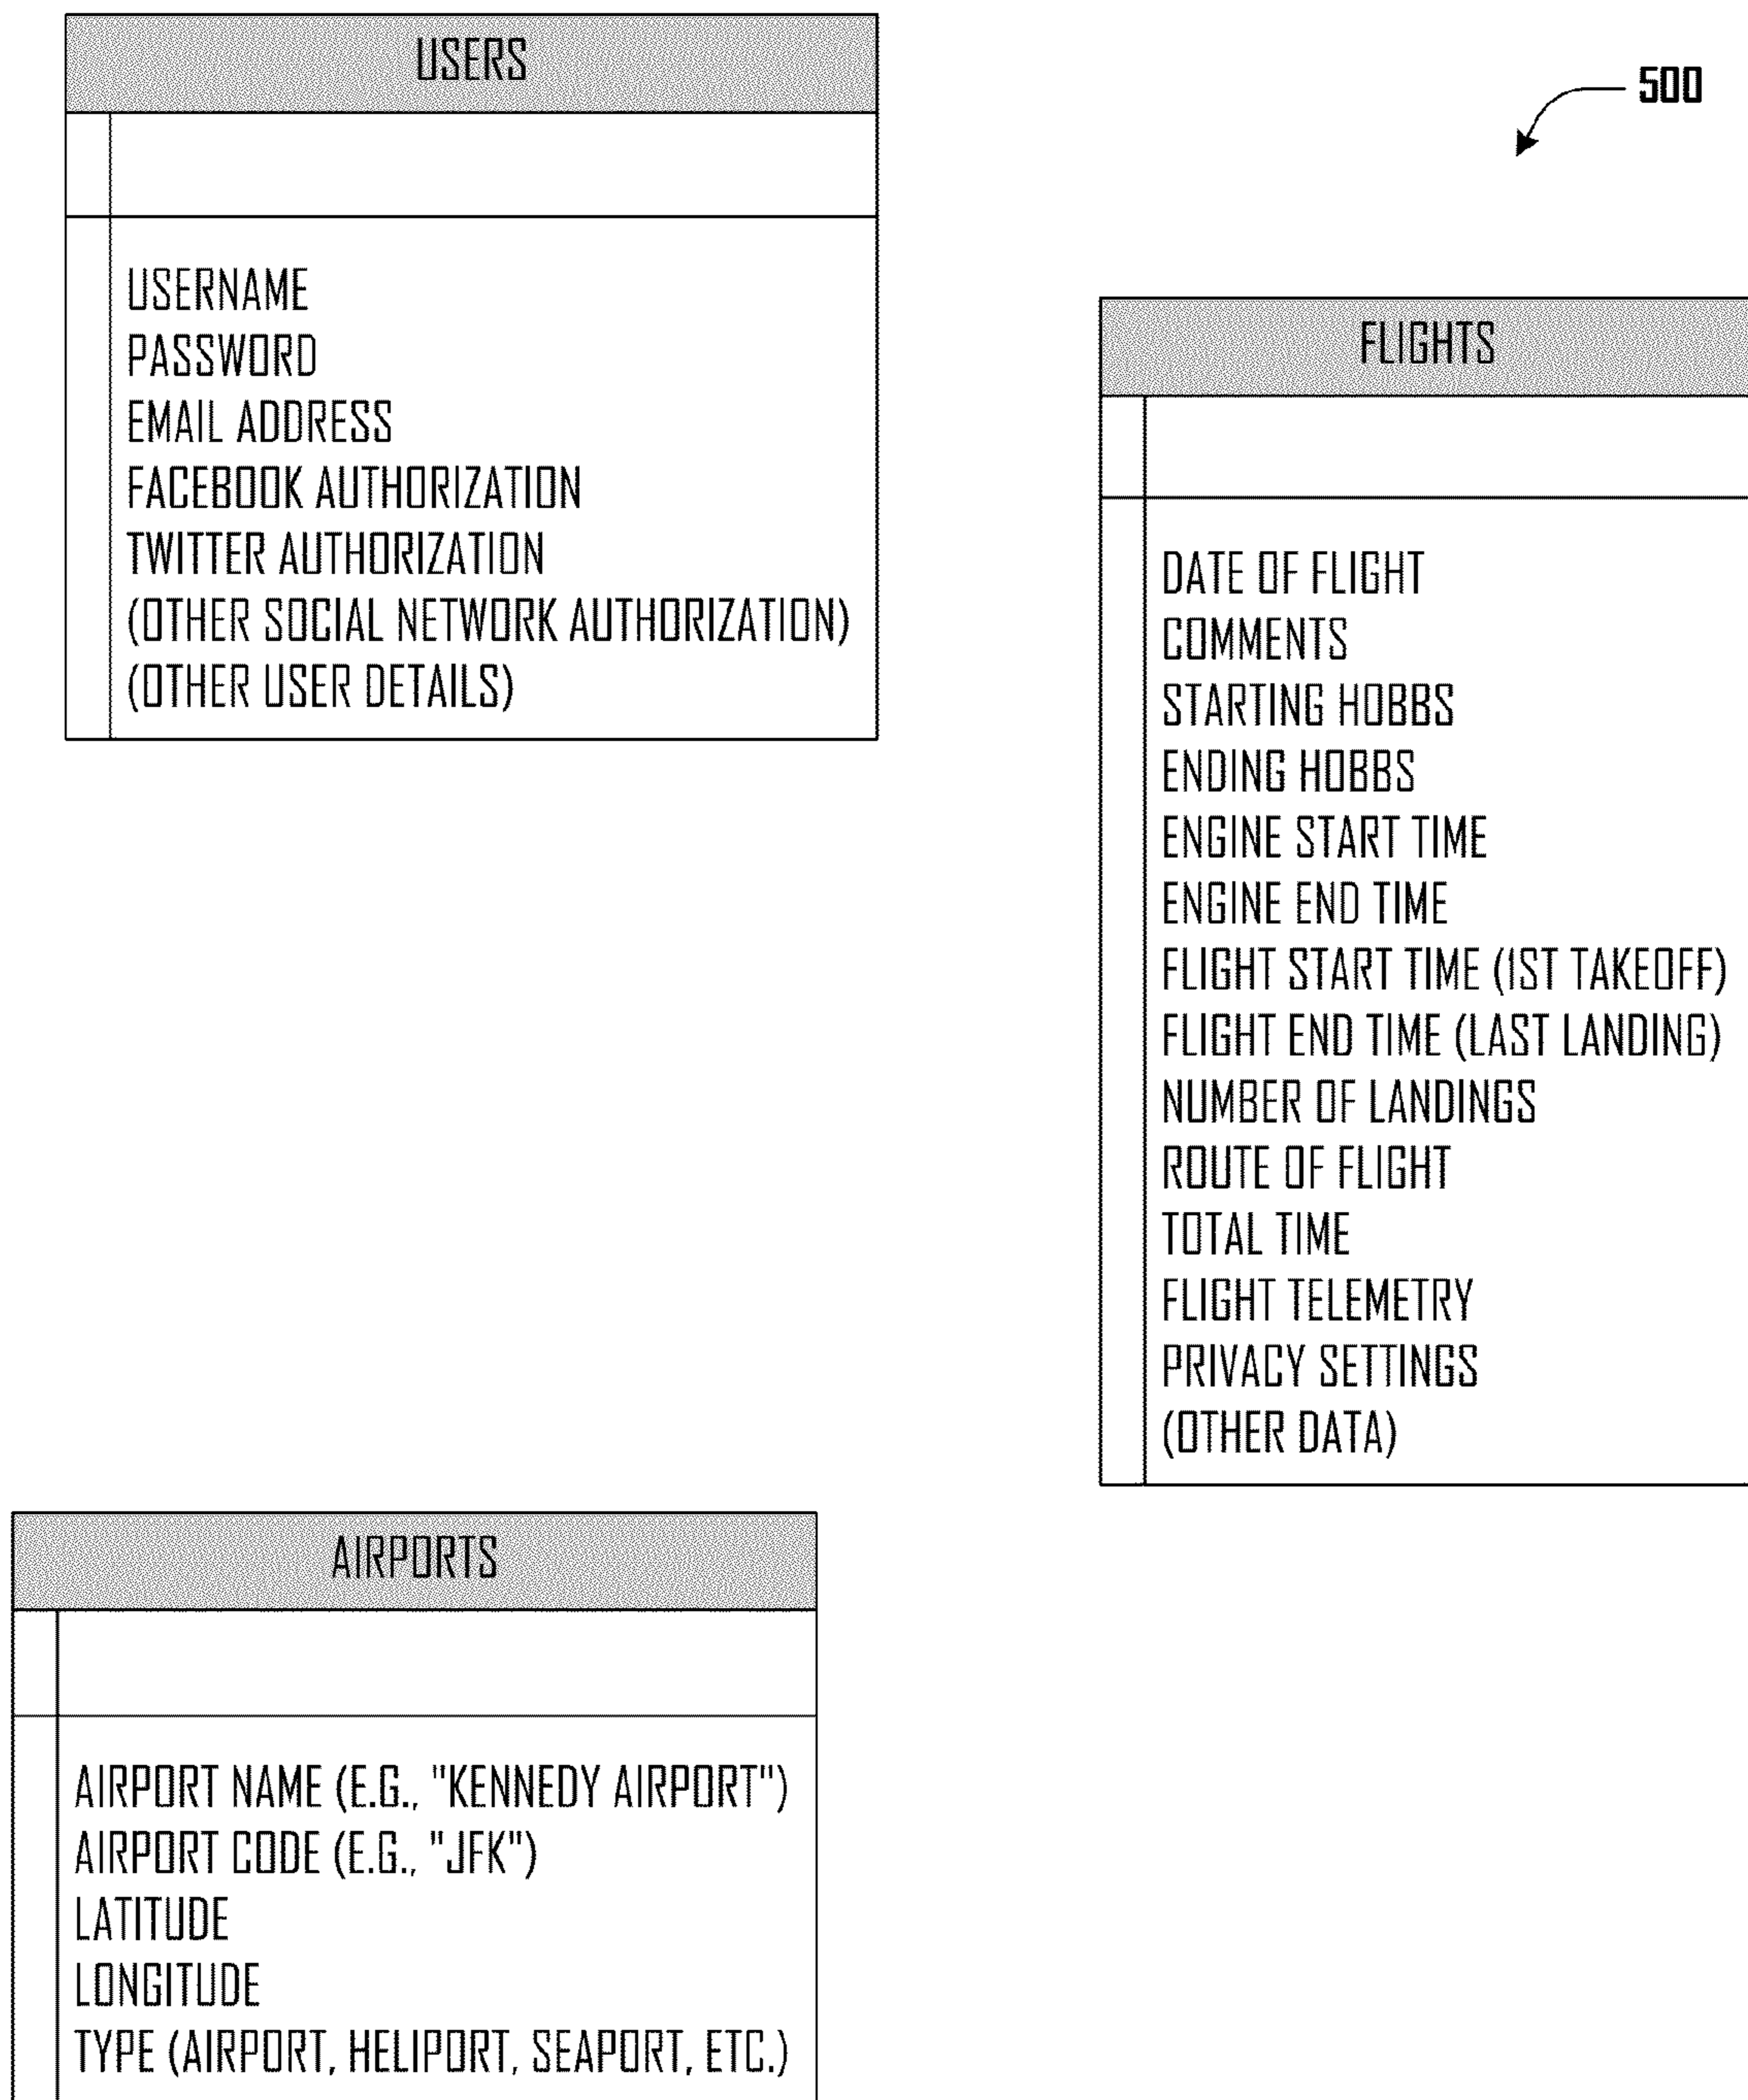 USERS
USERNAME
PASSWORD
EMAIL ADDRESS
FACEBOOK AUTHORIZATION
TWITTER AUTHORIZATION
(OTHER SOCIAL NETWORK AUTHORIZATION)
(OTHER USER DETAILS)
500
FLIGHTS
DATE OF FLIGHT
COMMENTS
STARTING HOBBS
ENDING HOBBS
ENGINE START TIME
ENGINE END TIME
FLIGHT START TIME (1ST TAKEOFF)
FLIGHT END TIME (LAST LANDING)
NUMBER OF LANDINGS
ROUTE OF FLIGHT
TOTAL TIME
FLIGHT TELEMETRY
PRIVACY SETTINGS
(OTHER DATA)
AIRPORTS
AIRPORT NAME (E.G., "KENNEDY AIRPORT")
AIRPORT CODE (E.G., "JFK")
LATITUDE
LONGITUDE
TYPE (AIRPORT, HELIPORT, SEAPORT, ETC.)